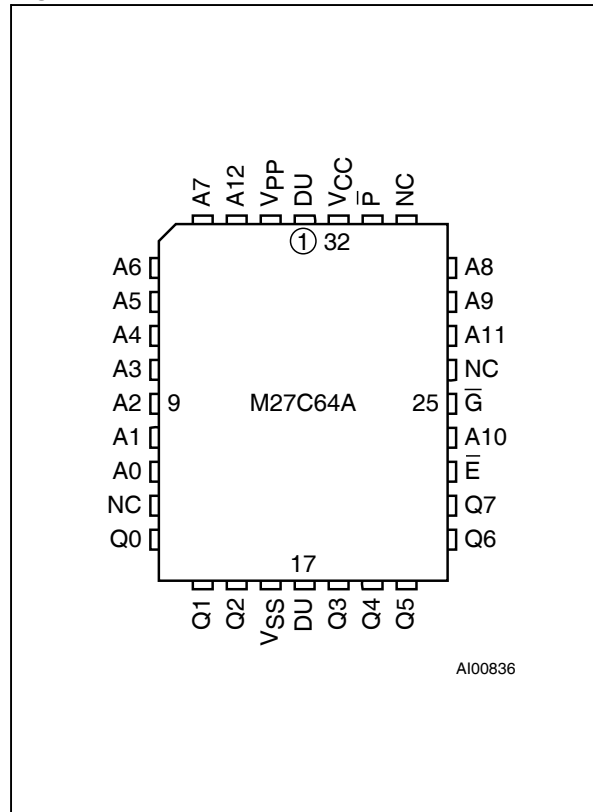 A7 A12 VPP DU VCC P̅ NC
① 32
A6 A8
A5 A9
A4 A11
A3 NC
A2 9 M27C64A 25 G̅
A1 A10
A0 E̅
NC Q7
Q0 Q6
17
Q1 Q2 VSS DU Q3 Q4 Q5
AI00836